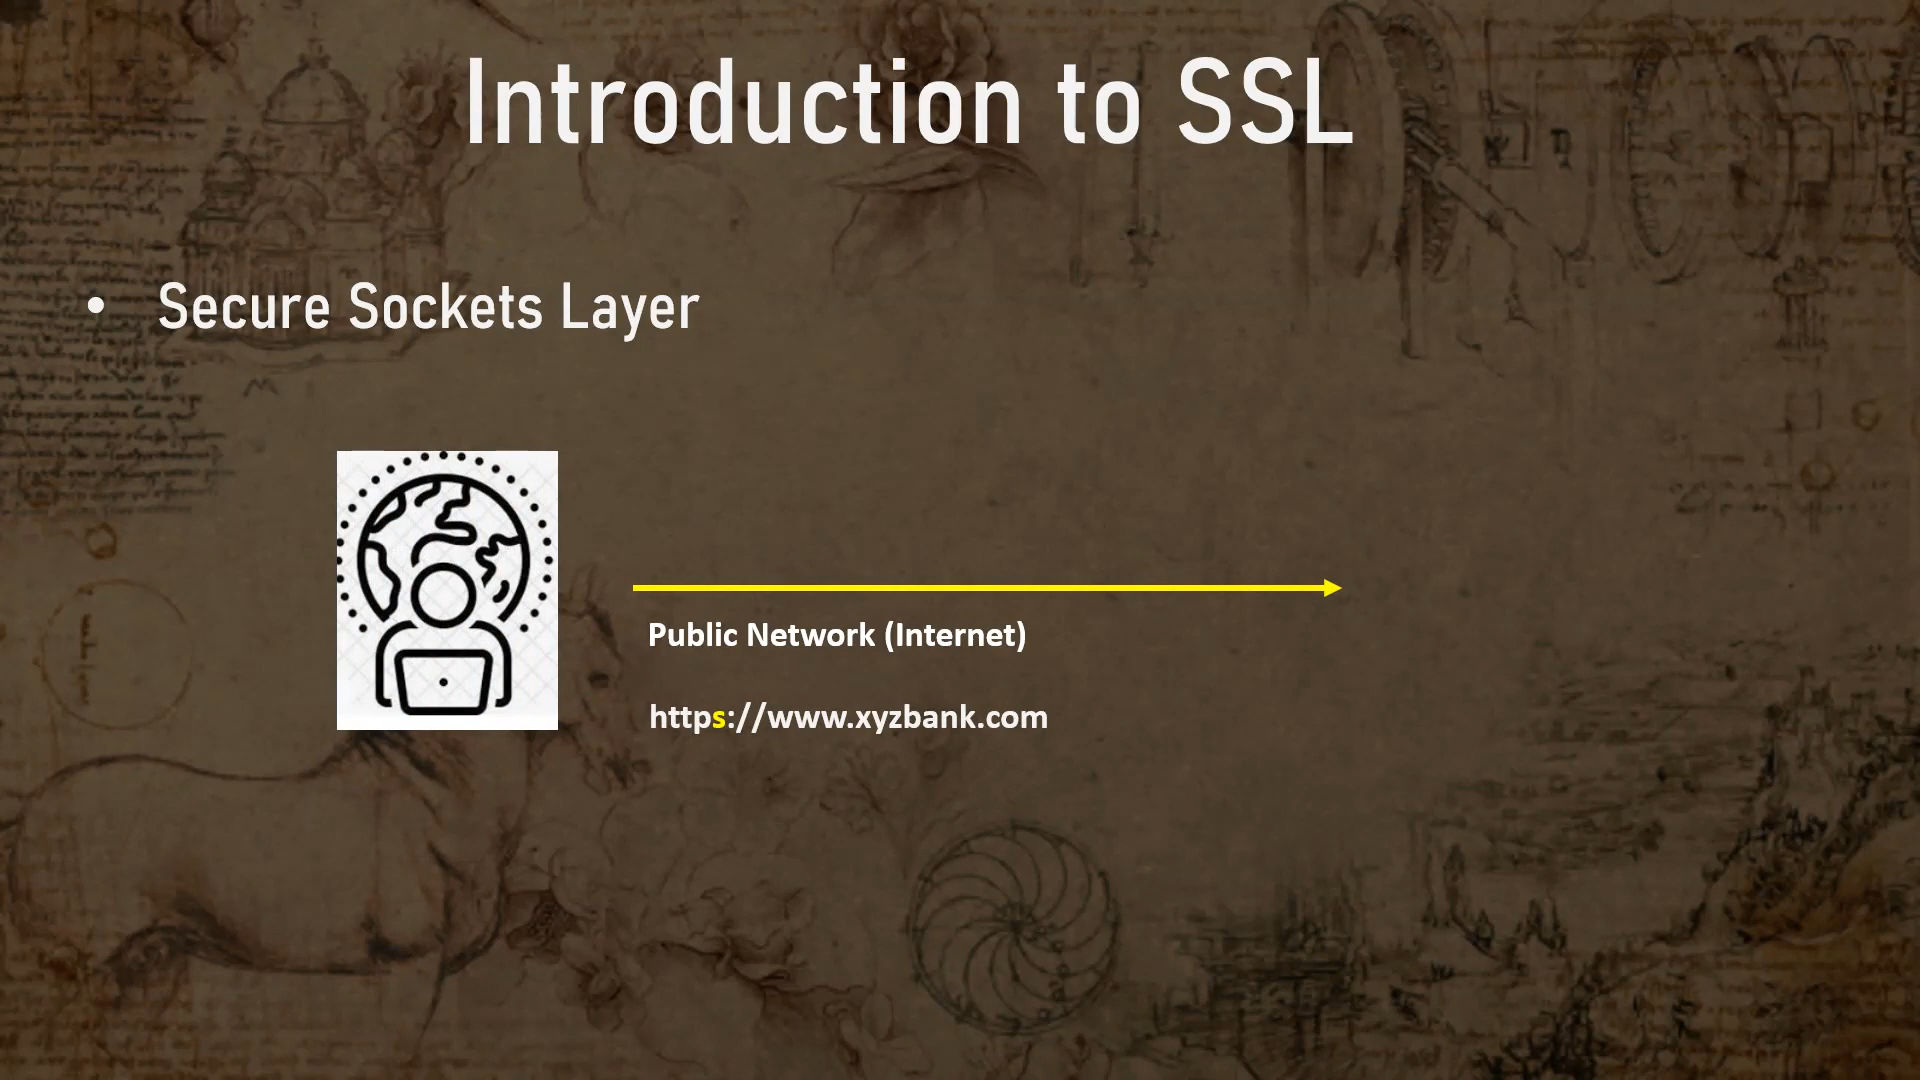 Introduction to SSL
• Secure Sockets Layer
Public Network (Internet)
https://www.xyzbank.com